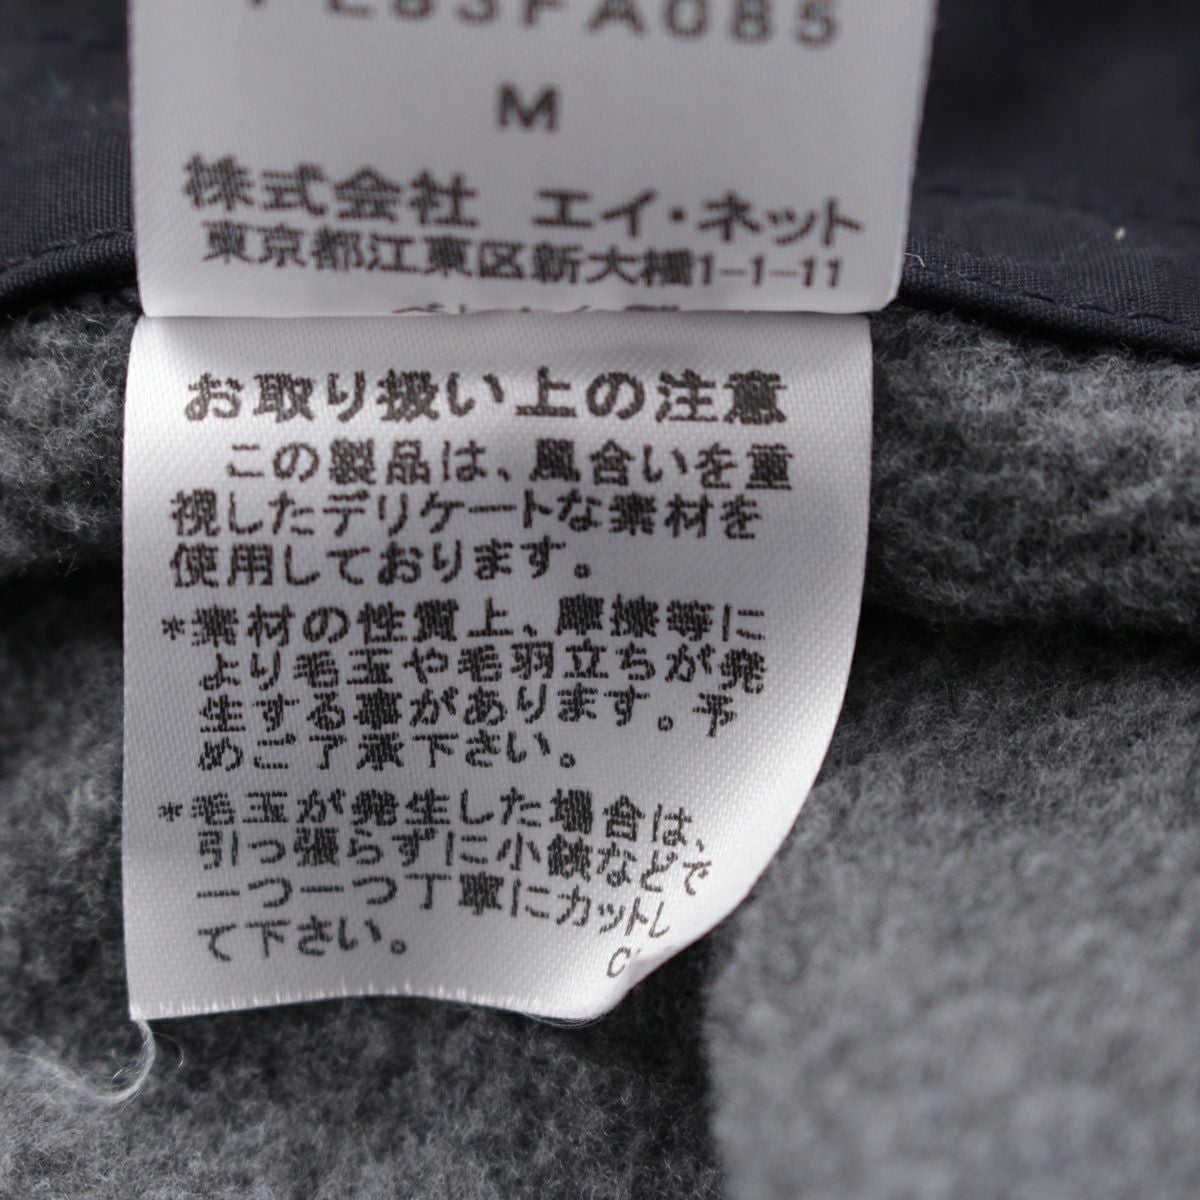 PL83FA085
M
株式会社 エイ・ネット
東京都江東区新大橋1-1-11
お取り扱い上の注意
この製品は、風合いを重
視したデリケートな素材を
使用しております。
*素材の性質上、摩擦等に
より毛玉や毛羽立ちが発
生する事があります。予
めご了承下さい。
*毛玉が発生した場合は、
引っ張らずに小鋏などで
一つ一つ丁寧にカットし
て下さい。